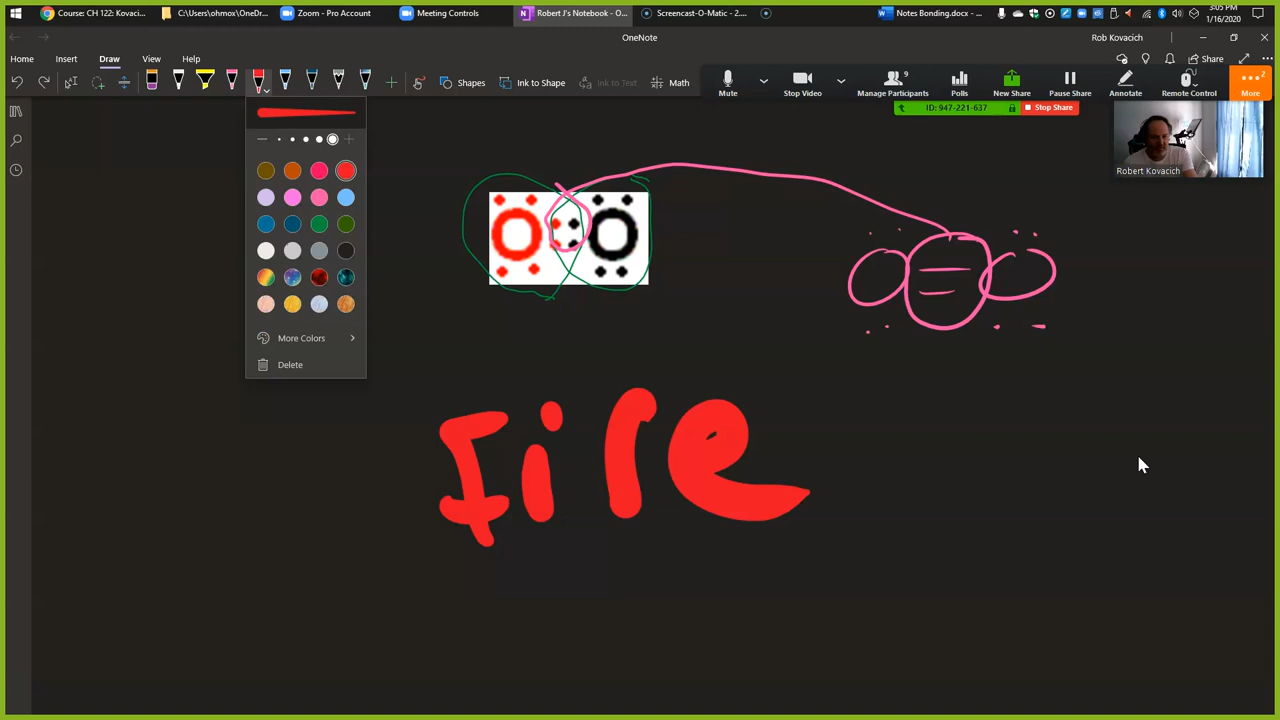 Course: CH 122: Kovaci...
C:\Users\ohmox\OneDr...
Zoom - Pro Account
Meeting Controls
Robert J's Notebook - O...
Screencast-O-Matic - 2....
Notes Bonding.docx - ...
3:05 PM
1/16/2020
OneNote
Rob Kovacich
Home
Insert
Draw
View
Help
Share
Shapes
Ink to Shape
Ink to Text
Math
Mute
Stop Video
9
Manage Participants
Polls
New Share
Pause Share
Annotate
Remote Control
2
More
ID: 947-221-637
Stop Share
Robert Kovacich
O
O
O
=
O
More Colors
Delete
fire